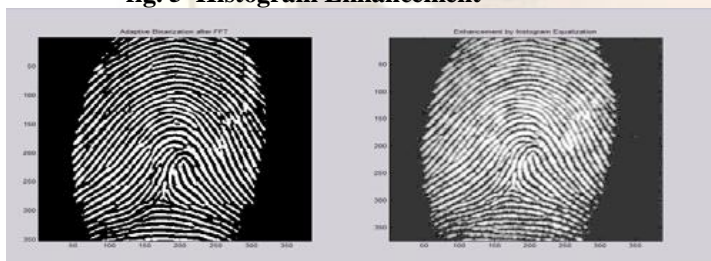 fig. 3 Histogram Enhancement
Adaptive Binarization after FFT
Enhancement by histogram Equalization
50
100
150
200
250
300
350
50 100 150 200 250 300 350
50
100
150
200
250
300
350
50 100 150 200 250 300 350